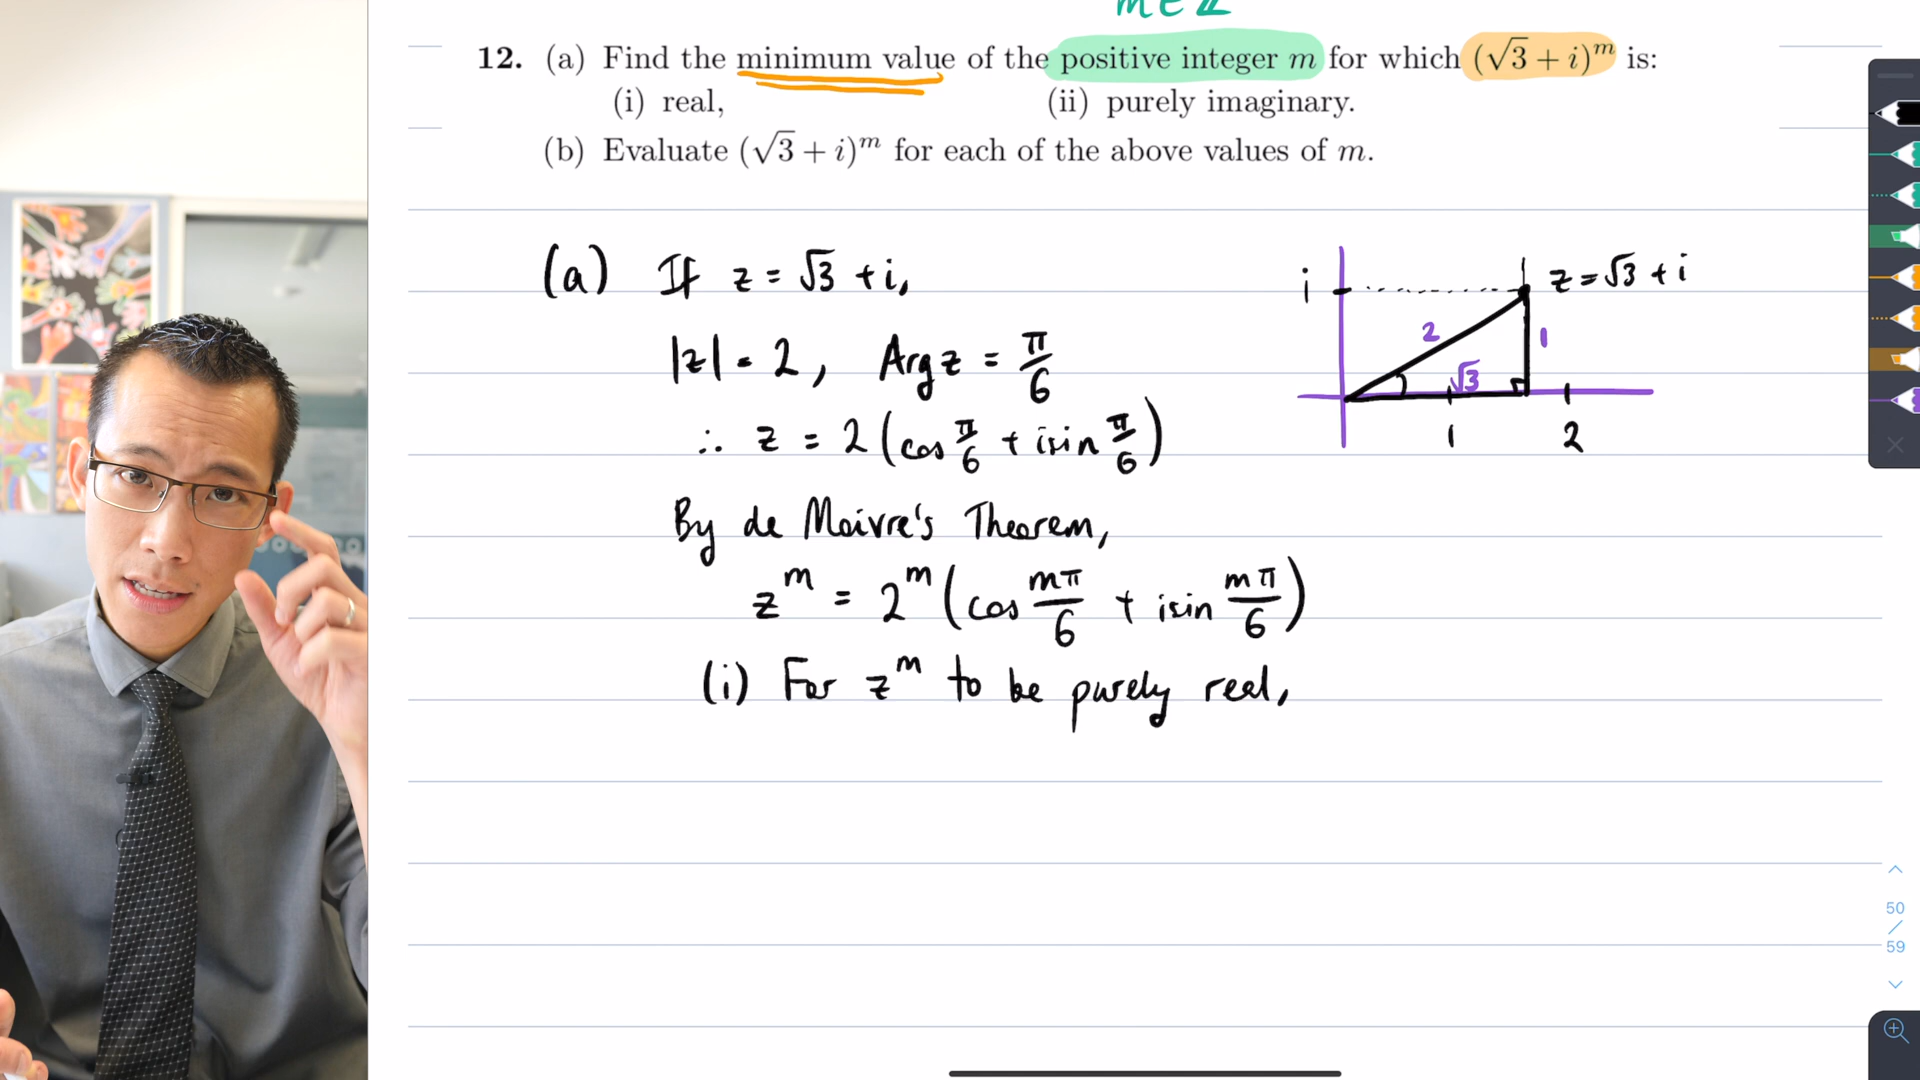 m ∈ ℤ
12. (a) Find the minimum value of the positive integer m for which (√3 + i)^m is:
(i) real, (ii) purely imaginary.
(b) Evaluate (√3 + i)^m for each of the above values of m.
(a) If z = √3 + i,
|z| = 2, Arg z = π/6
∴ z = 2(cos π/6 + isin π/6)
By de Moivre's Theorem,
z^m = 2^m (cos mπ/6 + isin mπ/6)
(i) For z^m to be purely real,
i
z = √3 + i
2
1
√3
1 2
50
/
59